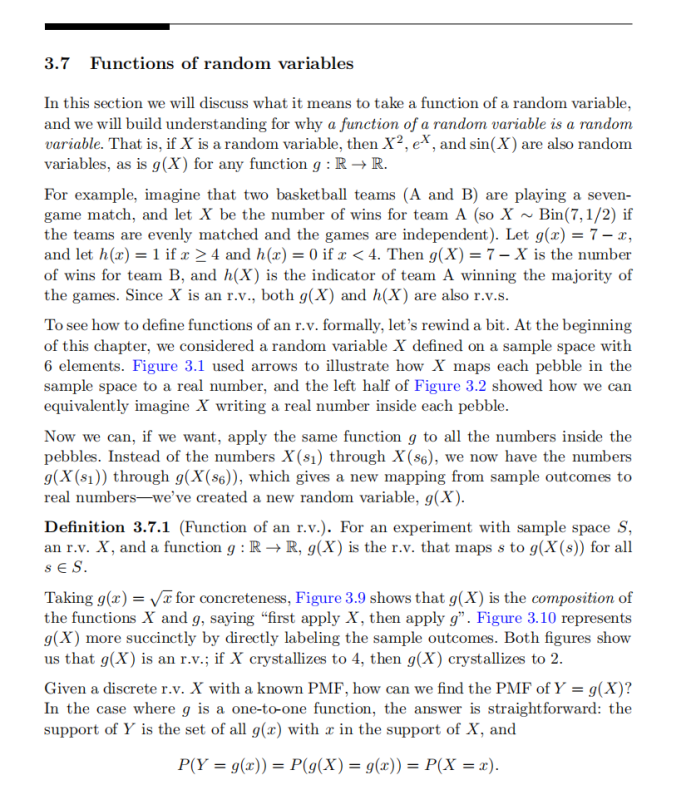 3.7 Functions of random variables
In this section we will discuss what it means to take a function of a random variable,
and we will build understanding for why a function of a random variable is a random
variable. That is, if X is a random variable, then X², eˣ, and sin(X) are also random
variables, as is g(X) for any function g : ℝ → ℝ.
For example, imagine that two basketball teams (A and B) are playing a seven-
game match, and let X be the number of wins for team A (so X ∼ Bin(7, 1/2) if
the teams are evenly matched and the games are independent). Let g(x) = 7 − x,
and let h(x) = 1 if x ≥ 4 and h(x) = 0 if x < 4. Then g(X) = 7 − X is the number
of wins for team B, and h(X) is the indicator of team A winning the majority of
the games. Since X is an r.v., both g(X) and h(X) are also r.v.s.
To see how to define functions of an r.v. formally, let's rewind a bit. At the beginning
of this chapter, we considered a random variable X defined on a sample space with
6 elements. Figure 3.1 used arrows to illustrate how X maps each pebble in the
sample space to a real number, and the left half of Figure 3.2 showed how we can
equivalently imagine X writing a real number inside each pebble.
Now we can, if we want, apply the same function g to all the numbers inside the
pebbles. Instead of the numbers X(s₁) through X(s₆), we now have the numbers
g(X(s₁)) through g(X(s₆)), which gives a new mapping from sample outcomes to
real numbers—we've created a new random variable, g(X).
Definition 3.7.1 (Function of an r.v.). For an experiment with sample space S,
an r.v. X, and a function g : ℝ → ℝ, g(X) is the r.v. that maps s to g(X(s)) for all
s ∈ S.
Taking g(x) = √x for concreteness, Figure 3.9 shows that g(X) is the composition of
the functions X and g, saying "first apply X, then apply g". Figure 3.10 represents
g(X) more succinctly by directly labeling the sample outcomes. Both figures show
us that g(X) is an r.v.; if X crystallizes to 4, then g(X) crystallizes to 2.
Given a discrete r.v. X with a known PMF, how can we find the PMF of Y = g(X)?
In the case where g is a one-to-one function, the answer is straightforward: the
support of Y is the set of all g(x) with x in the support of X, and
P(Y = g(x)) = P(g(X) = g(x)) = P(X = x).